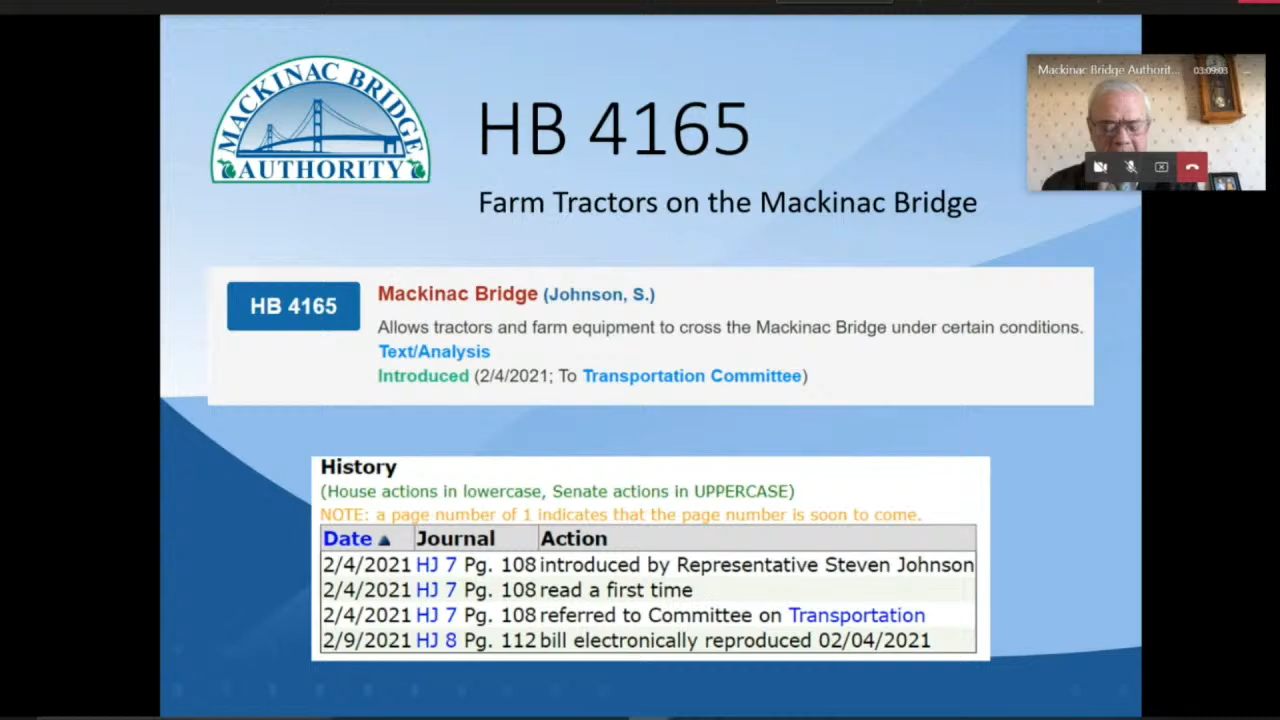 MACKINAC BRIDGE
AUTHORITY
HB 4165
Farm Tractors on the Mackinac Bridge
Mackinac Bridge Authorit...
03:09:03
HB 4165
Mackinac Bridge (Johnson, S.)
Allows tractors and farm equipment to cross the Mackinac Bridge under certain conditions.
Text/Analysis
Introduced (2/4/2021; To Transportation Committee)
History
(House actions in lowercase, Senate actions in UPPERCASE)
NOTE: a page number of 1 indicates that the page number is soon to come.
Date ▲ Journal Action
2/4/2021 HJ 7 Pg. 108 introduced by Representative Steven Johnson
2/4/2021 HJ 7 Pg. 108 read a first time
2/4/2021 HJ 7 Pg. 108 referred to Committee on Transportation
2/9/2021 HJ 8 Pg. 112 bill electronically reproduced 02/04/2021